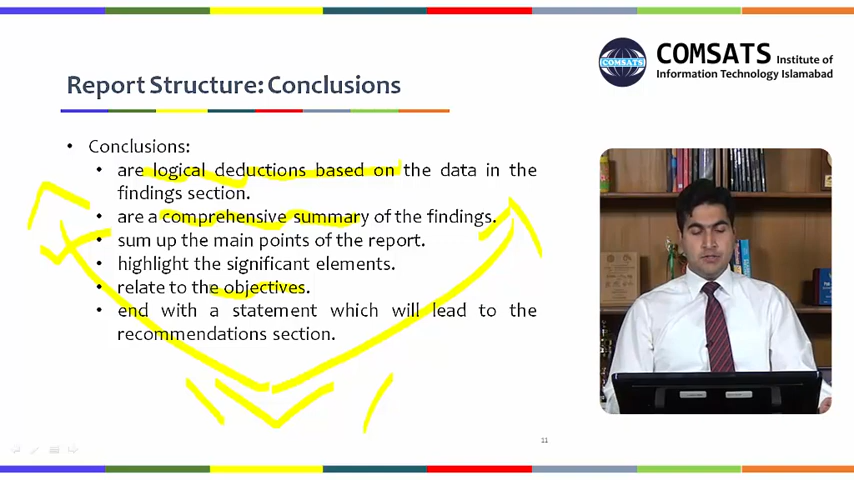 COMSATS Institute of
Information Technology Islamabad
COMSATS
Report Structure: Conclusions
• Conclusions:
• are logical deductions based on the data in the
findings section.
• are a comprehensive summary of the findings.
• sum up the main points of the report.
• highlight the significant elements.
• relate to the objectives.
• end with a statement which will lead to the
recommendations section.
11